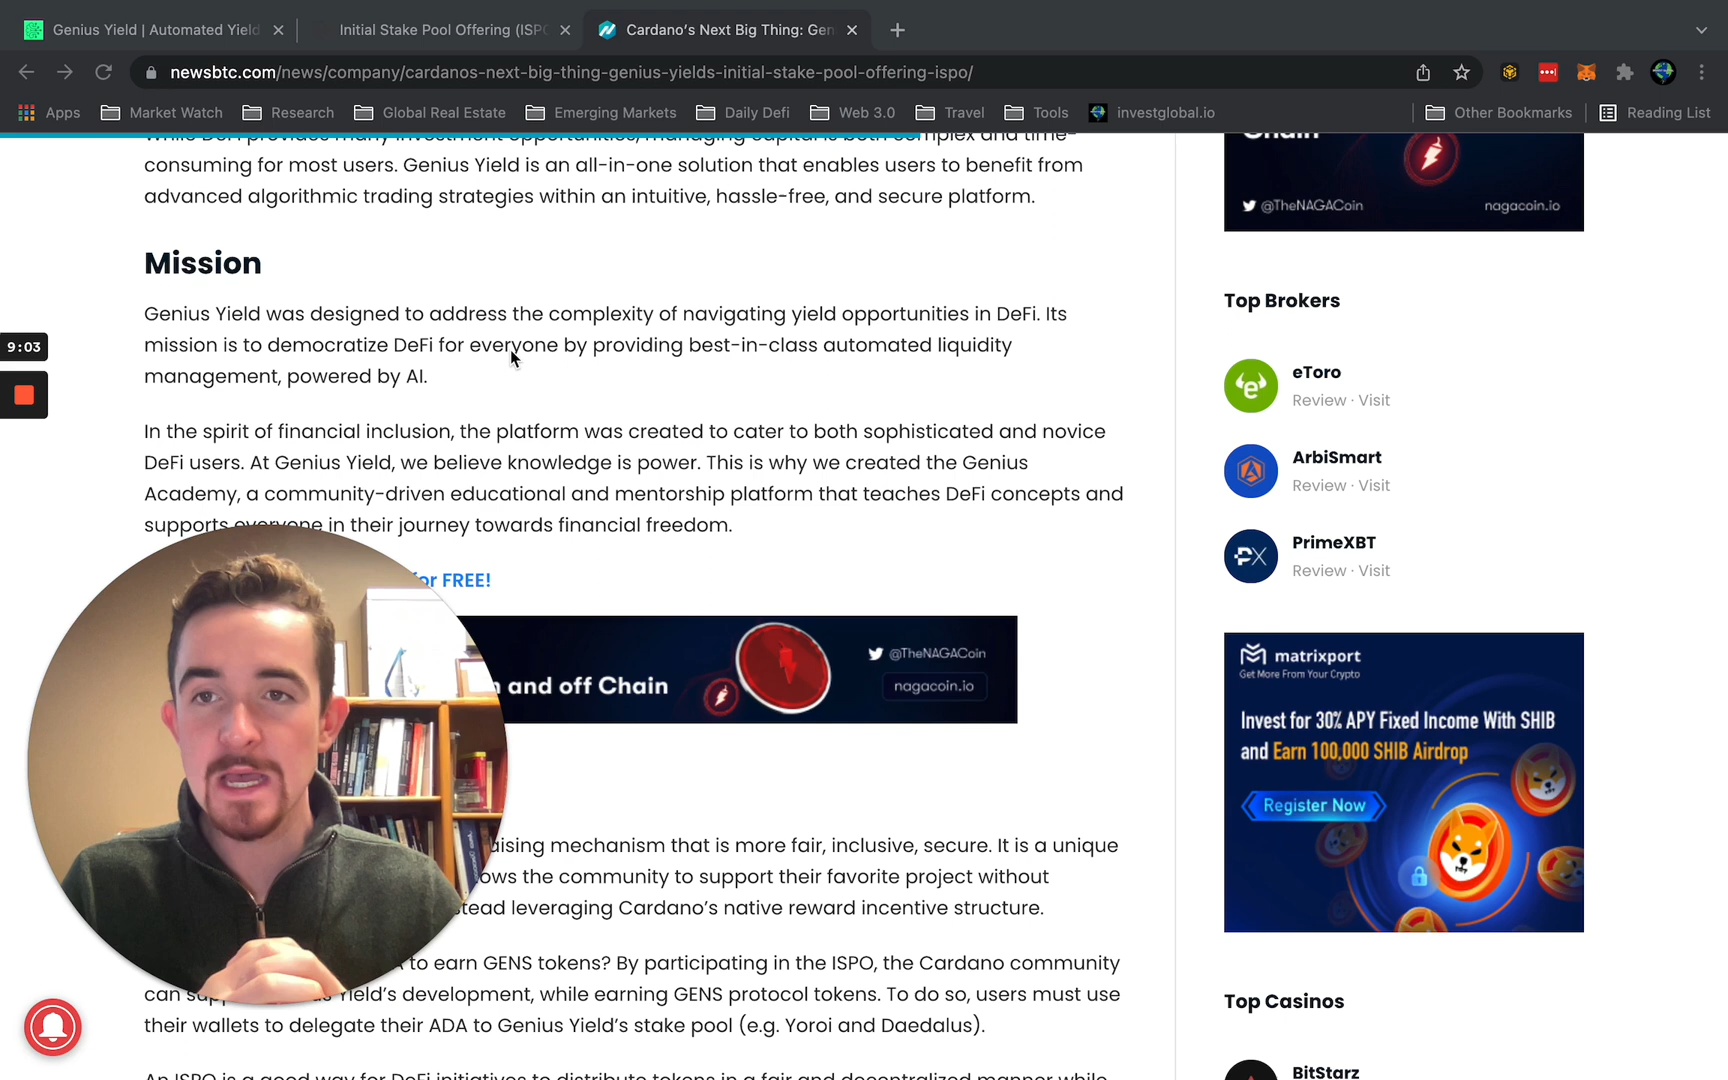 Genius Yield | Automated Yield
Initial Stake Pool Offering (ISPO
Cardano's Next Big Thing: Gen
newsbtc.com/news/company/cardanos-next-big-thing-genius-yields-initial-stake-pool-offering-ispo/
Apps
Market Watch
Research
Global Real Estate
Emerging Markets
Daily Defi
Web 3.0
Travel
Tools
investglobal.io
Other Bookmarks
Reading List
While DeFi provides many investment opportunities, managing capital is both complex and time-
consuming for most users. Genius Yield is an all-in-one solution that enables users to benefit from
advanced algorithmic trading strategies within an intuitive, hassle-free, and secure platform.
Mission
Genius Yield was designed to address the complexity of navigating yield opportunities in DeFi. Its
mission is to democratize DeFi for everyone by providing best-in-class automated liquidity
management, powered by AI.
In the spirit of financial inclusion, the platform was created to cater to both sophisticated and novice
DeFi users. At Genius Yield, we believe knowledge is power. This is why we created the Genius
Academy, a community-driven educational and mentorship platform that teaches DeFi concepts and
supports everyone in their journey towards financial freedom.
for FREE!
and off Chain
@TheNAGACoin
nagacoin.io
aising mechanism that is more fair, inclusive, secure. It is a unique
ows the community to support their favorite project without
stead leveraging Cardano's native reward incentive structure.
to earn GENS tokens? By participating in the ISPO, the Cardano community
can Yield's development, while earning GENS protocol tokens. To do so, users must use
their wallets to delegate their ADA to Genius Yield's stake pool (e.g. Yoroi and Daedalus).
An ISPO is a good way for DeFi initiatives to distribute tokens in a fair and decentralized manner while
9:03
Chain
@TheNAGACoin
nagacoin.io
Top Brokers
eToro
Review · Visit
ArbiSmart
Review · Visit
PrimeXBT
Review · Visit
matrixport
Get More From Your Crypto
Invest for 30% APY Fixed Income With SHIB
and Earn 100,000 SHIB Airdrop
Register Now
Top Casinos
BitStarz